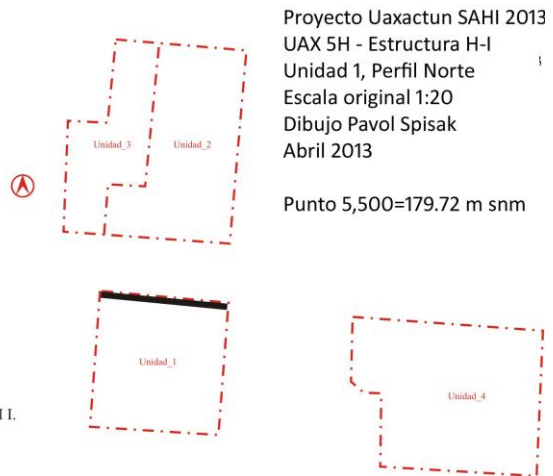 Proyecto Uaxactun SAHI 2013
UAX 5H - Estructura H-I
Unidad 1, Perfil Norte
Escala original 1:20
Dibujo Pavol Spisak
Abril 2013
Punto 5,500=179.72 m snm
Unidad_3
Unidad_2
Unidad_1
Unidad_4
I I.